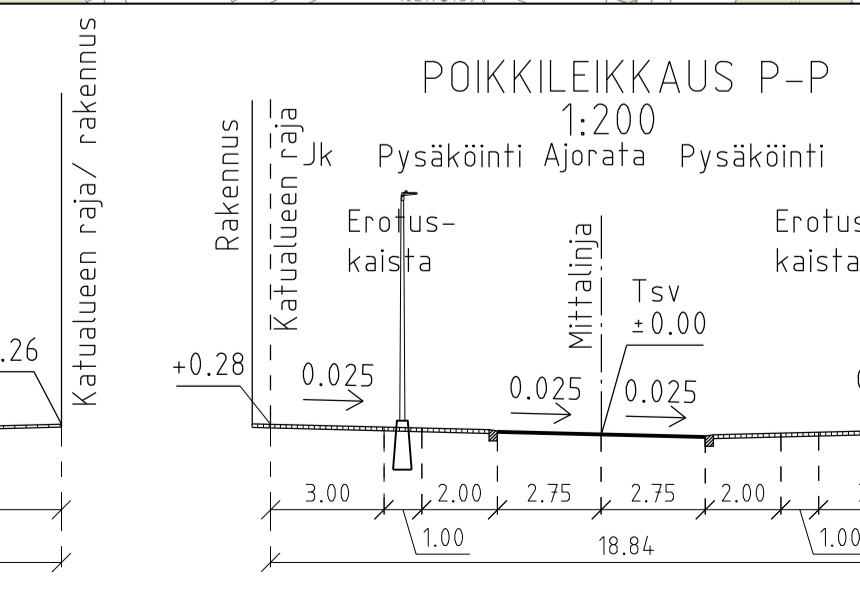 POIKKILEIKKAUS P-P
1:200
Katualueen raja/ rakennus
Rakennus
Katualueen raja
Jk
Pysäköinti
Ajorata
Pysäköinti
Erotus-
kaista
Mittalinja
Tsv
±0.00
Erotus
kaista
.26
+0.28
0.025
0.025
0.025
3.00
2.00
2.75
2.75
2.00
1.00
18.84
1.00